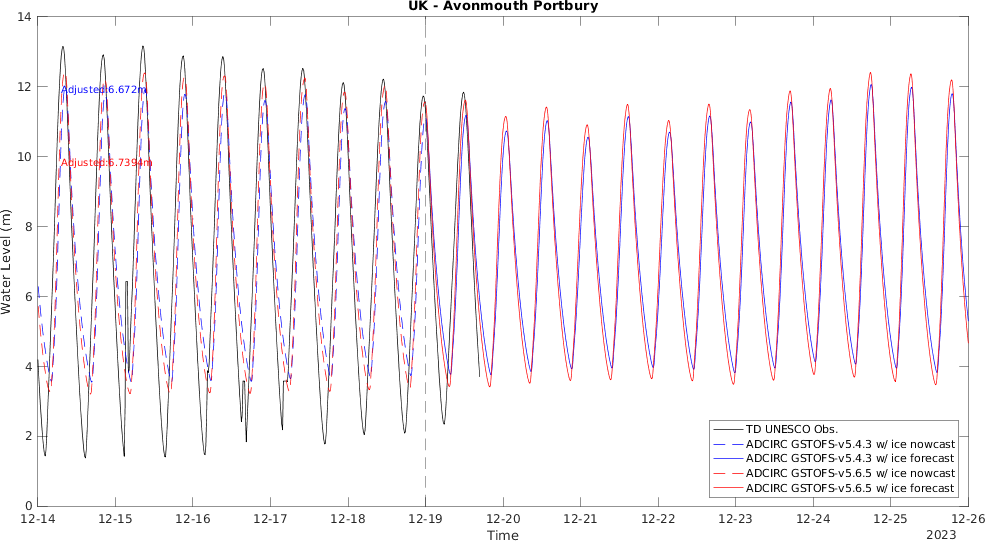 UK - Avonmouth Portbury
14
12
10
8
6
4
2
0
Water Level (m)
Adjusted:6.672m
Adjusted:6.7394m
TD UNESCO Obs.
ADCIRC GSTOFS-v5.4.3 w/ ice nowcast
ADCIRC GSTOFS-v5.4.3 w/ ice forecast
ADCIRC GSTOFS-v5.6.5 w/ ice nowcast
ADCIRC GSTOFS-v5.6.5 w/ ice forecast
12-14 12-15 12-16 12-17 12-18 12-19 12-20 12-21 12-22 12-23 12-24 12-25 12-26
Time
2023